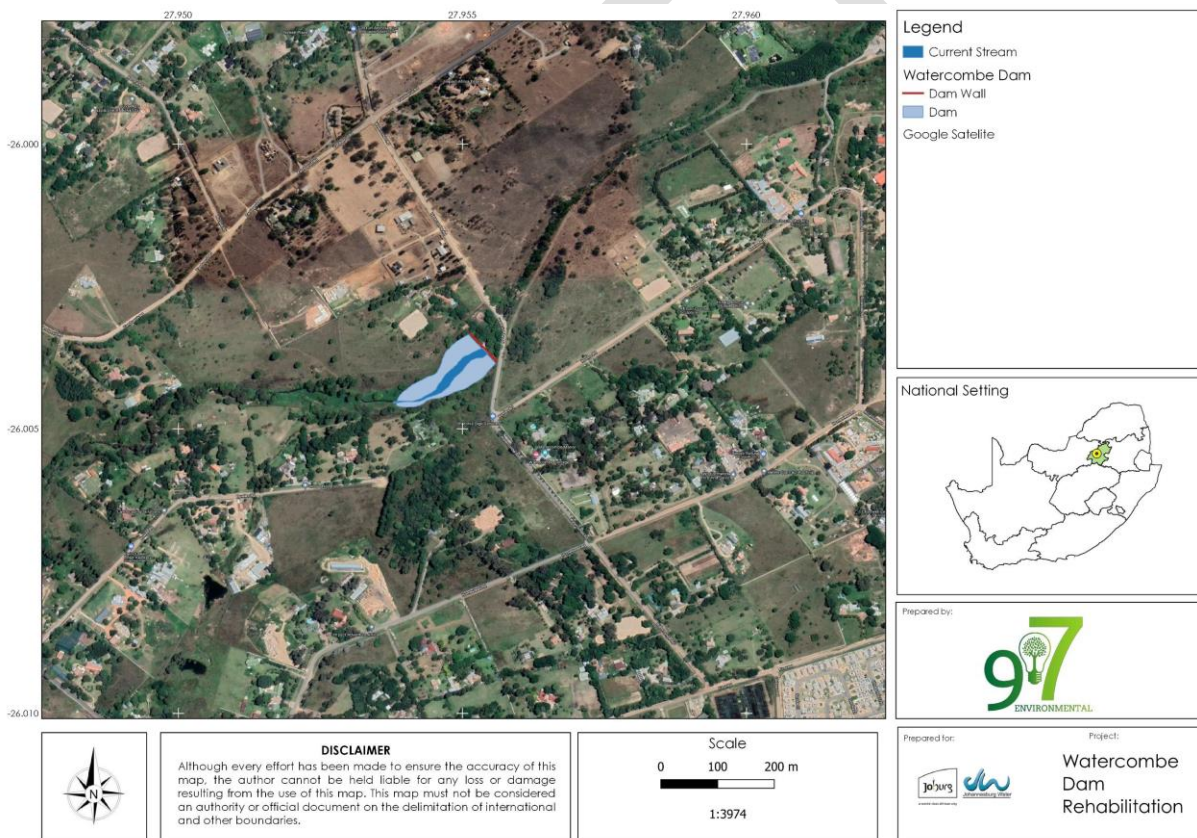 27.950 27.955 27.960
-26.000
-26.005
-26.010
Legend
Current Stream
Watercombe Dam
Dam Wall
Dam
Google Satelite
National Setting
Prepared by:
97
ENVIRONMENTAL
N
DISCLAIMER
Although every effort has been made to ensure the accuracy of this
map, the author cannot be held liable for any loss or damage
resulting from the use of this map. This map must not be considered
an authority or official document on the delimitation of international
and other boundaries.
Scale
0 100 200 m
1:3974
Prepared for:
Joburg
Johannesburg Water
Project:
Watercombe
Dam
Rehabilitation